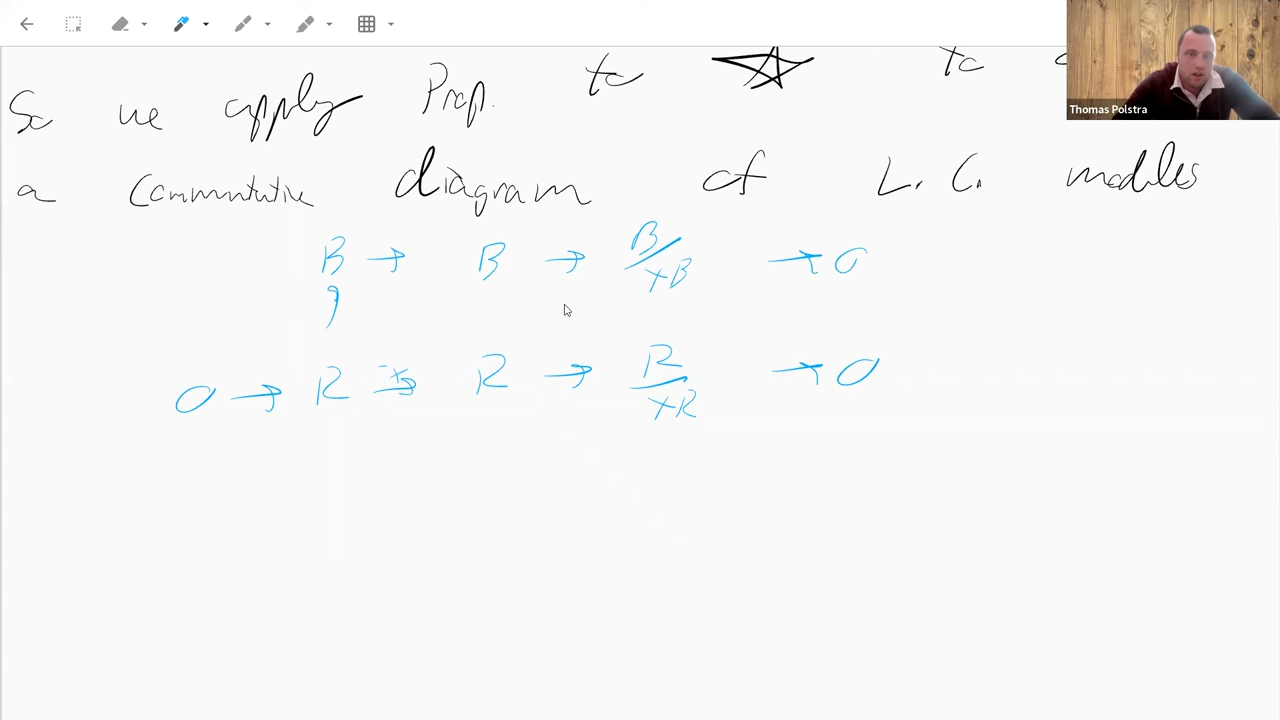 So we apply Prop. to ☆ to
Thomas Polstra
a commutative diagram of L.C. modules
B → B → B/xB → 0
0 → R ·x→ R → R/xR → 0